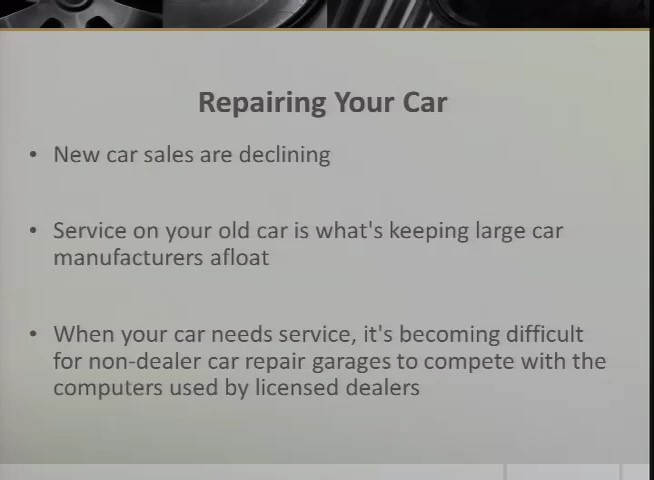 Repairing Your Car
• New car sales are declining
• Service on your old car is what's keeping large car
manufacturers afloat
• When your car needs service, it's becoming difficult
for non-dealer car repair garages to compete with the
computers used by licensed dealers